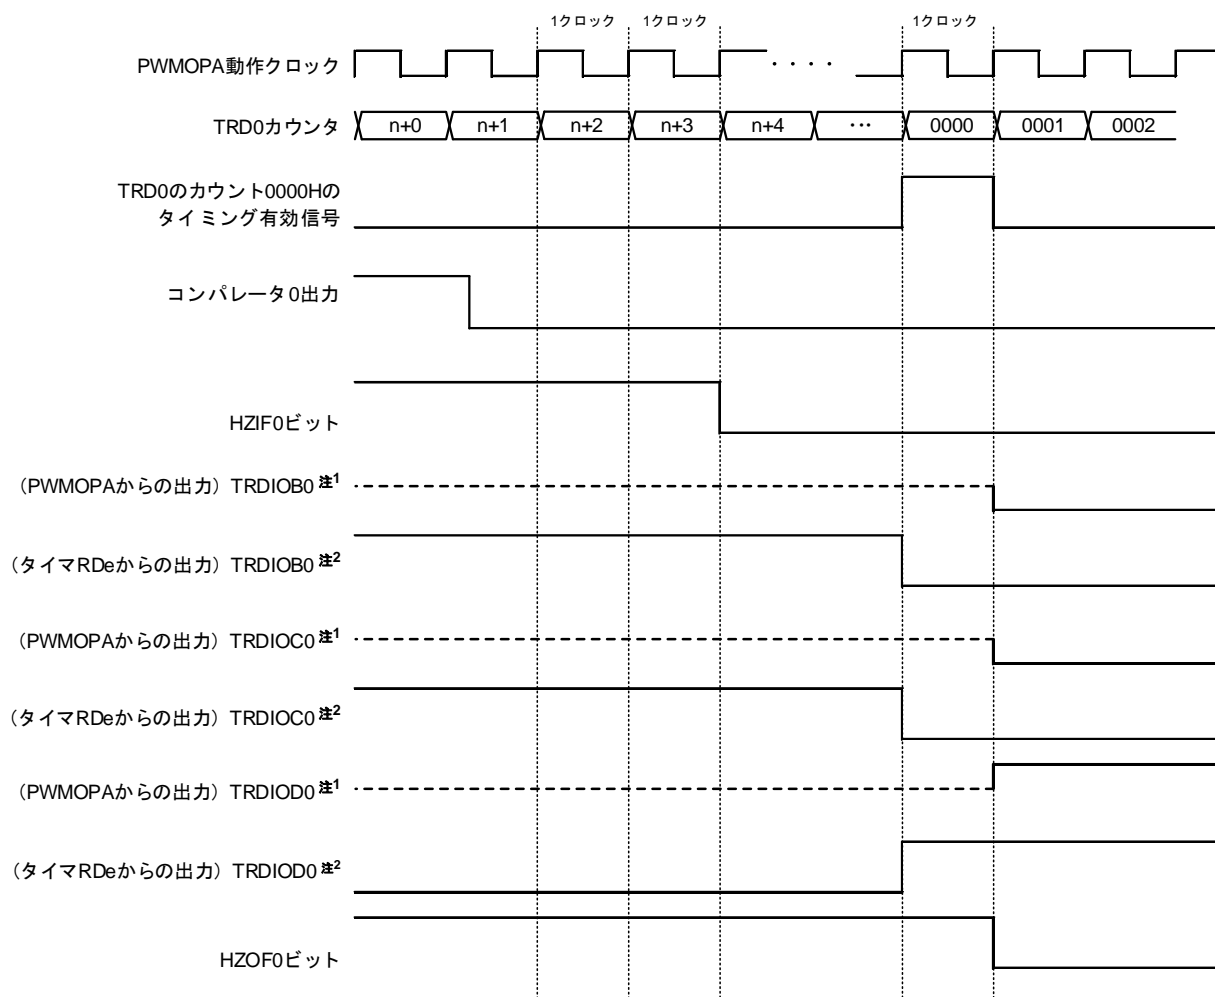 1クロック 1クロック 1クロック
PWMOPA動作クロック ・・・・
TRD0カウンタ n+0 n+1 n+2 n+3 n+4 … 0000 0001 0002
TRD0のカウント0000Hの
タイミング有効信号
コンパレータ0出力
HZIF0ビット
（PWMOPAからの出力）TRDIOB0 注1
（タイマRDeからの出力）TRDIOB0 注2
（PWMOPAからの出力）TRDIOC0 注1
（タイマRDeからの出力）TRDIOC0 注2
（PWMOPAからの出力）TRDIOD0 注1
（タイマRDeからの出力）TRDIOD0 注2
HZOF0ビット